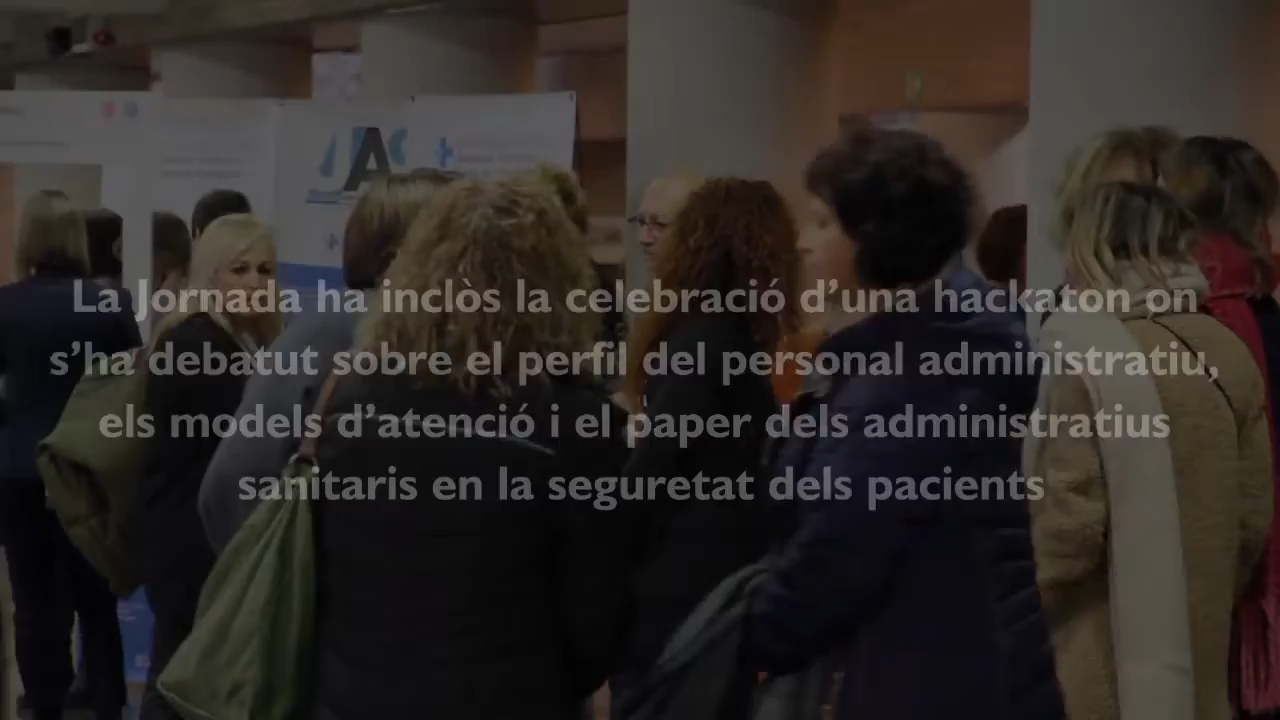 La Jornada ha inclòs la celebració d’una hackaton on
s’ha debatut sobre el perfil del personal administratiu,
els models d’atenció i el paper dels administratius
sanitaris en la seguretat dels pacients